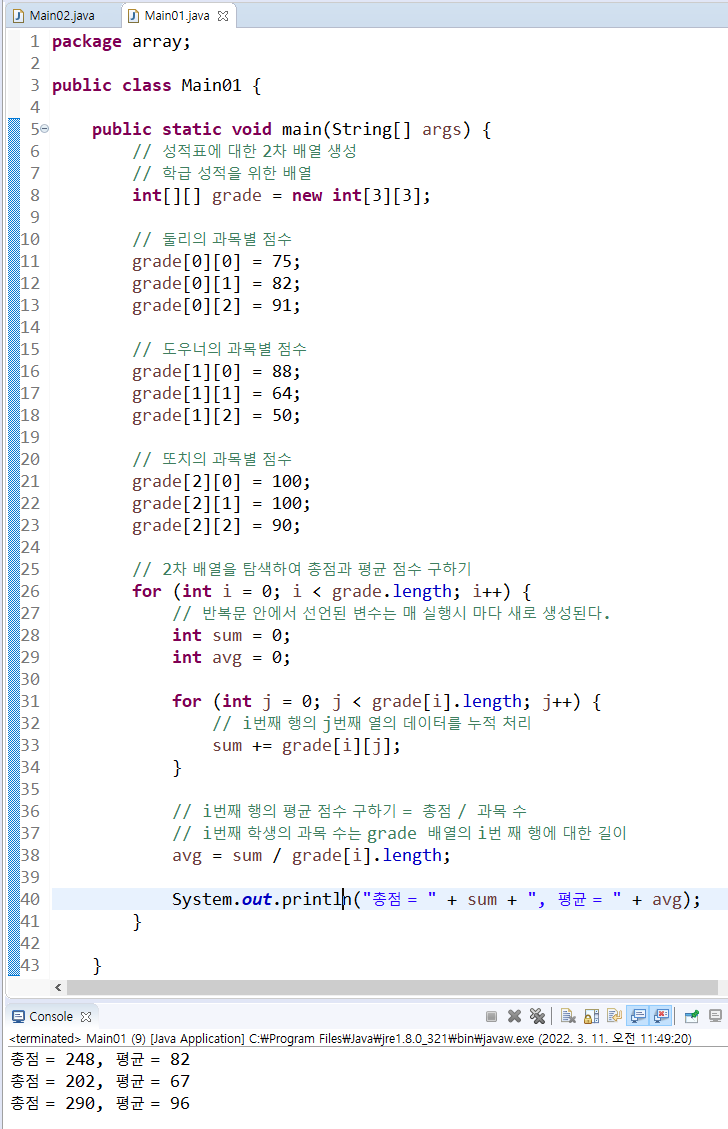 Main02.java Main01.java
1 package array;
2
3 public class Main01 {
4
5 public static void main(String[] args) {
6 // 성적표에 대한 2차 배열 생성
7 // 학급 성적을 위한 배열
8 int[][] grade = new int[3][3];
9
10 // 둘리의 과목별 점수
11 grade[0][0] = 75;
12 grade[0][1] = 82;
13 grade[0][2] = 91;
14
15 // 도우너의 과목별 점수
16 grade[1][0] = 88;
17 grade[1][1] = 64;
18 grade[1][2] = 50;
19
20 // 또치의 과목별 점수
21 grade[2][0] = 100;
22 grade[2][1] = 100;
23 grade[2][2] = 90;
24
25 // 2차 배열을 탐색하여 총점과 평균 점수 구하기
26 for (int i = 0; i < grade.length; i++) {
27 // 반복문 안에서 선언된 변수는 매 실행시 마다 새로 생성된다.
28 int sum = 0;
29 int avg = 0;
30
31 for (int j = 0; j < grade[i].length; j++) {
32 // i번째 행의 j번째 열의 데이터를 누적 처리
33 sum += grade[i][j];
34 }
35
36 // i번째 행의 평균 점수 구하기 = 총점 / 과목 수
37 // i번째 학생의 과목 수는 grade 배열의 i번 째 행에 대한 길이
38 avg = sum / grade[i].length;
39
40 System.out.println("총점 = " + sum + ", 평균 = " + avg);
41 }
42
43 }
Console
<terminated> Main01 (9) [Java Application] C:₩Program Files₩Java₩jre1.8.0_321₩bin₩javaw.exe (2022. 3. 11. 오전 11:49:20)
총점 = 248, 평균 = 82
총점 = 202, 평균 = 67
총점 = 290, 평균 = 96